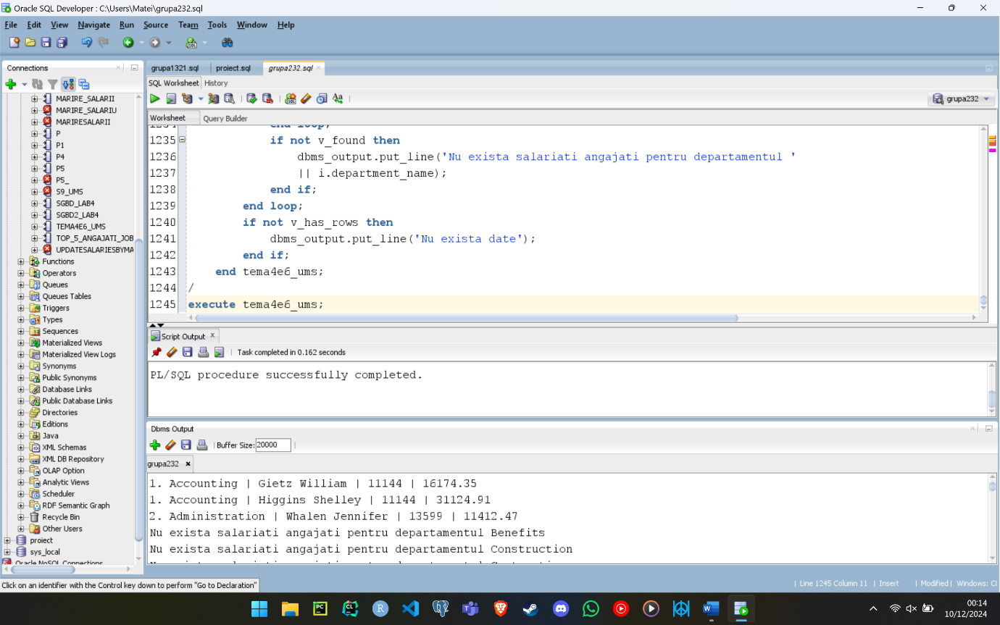 Oracle SQL Developer : C:\Users\Matei\grupa232.sql
File Edit View Navigate Run Source Team Tools Window Help
Connections
MARIRE_SALARII
MARIRE_SALARIU
MARIRESALARII
P
P1
P4
P5
P5_
S9_UMS
SGBD_LAB4
SGBD2_LAB4
TEMA4E6_UMS
TOP_5_ANGAJATI_JOB
UPDATESALARIESBYMA
Functions
Operators
Queues
Queues Tables
Triggers
Types
Sequences
Materialized Views
Materialized View Logs
Synonyms
Public Synonyms
Database Links
Public Database Links
Directories
Editions
Java
XML Schemas
XML DB Repository
OLAP Option
Analytic Views
Scheduler
RDF Semantic Graph
Recycle Bin
Other Users
proiect
sys_local
Oracle NoSQL Connections
grupa1321.sql proiect.sql grupa232.sql
SQL Worksheet History
grupa232
Worksheet Query Builder
1234 end loop;
1235 if not v_found then
1236 dbms_output.put_line('Nu exista salariati angajati pentru departamentul '
1237 || i.department_name);
1238 end if;
1239 end loop;
1240 if not v_has_rows then
1241 dbms_output.put_line('Nu exista date');
1242 end if;
1243 end tema4e6_ums;
1244 /
1245 execute tema4e6_ums;
Script Output
Task completed in 0.162 seconds
PL/SQL procedure successfully completed.
Dbms Output
Buffer Size: 20000
grupa232
1. Accounting | Gietz William | 11144 | 16174.35
1. Accounting | Higgins Shelley | 11144 | 31124.91
2. Administration | Whalen Jennifer | 13599 | 11412.47
Nu exista salariati angajati pentru departamentul Benefits
Nu exista salariati angajati pentru departamentul Construction
Click on an identifier with the Control key down to perform "Go to Declaration"
| Line 1245 Column 11 | Insert | Modified | Windows: Cl
00:14
10/12/2024